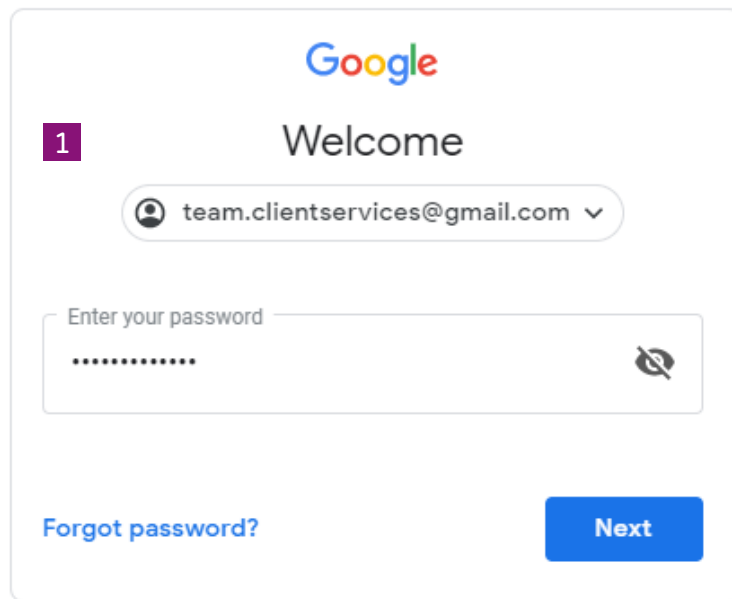 Google
1
Welcome
team.clientservices@gmail.com
Enter your password
•••••••••••••
Forgot password?
Next